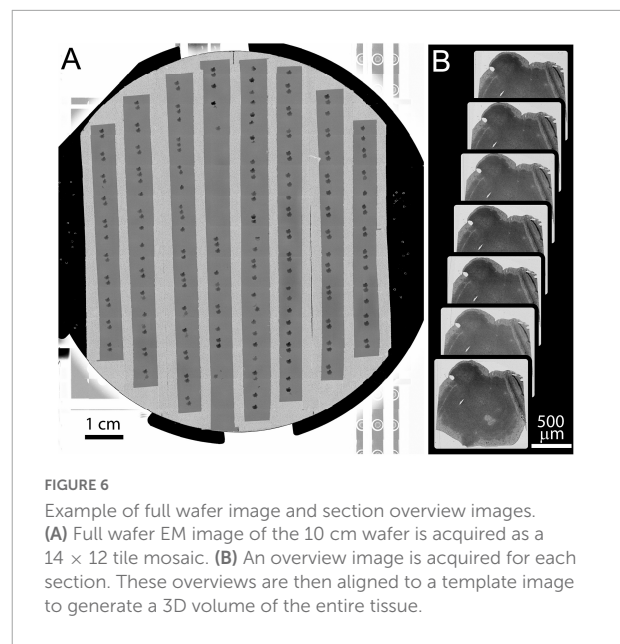 A
B
1 cm
500
µm
FIGURE 6
Example of full wafer image and section overview images.
(A) Full wafer EM image of the 10 cm wafer is acquired as a
14 × 12 tile mosaic. (B) An overview image is acquired for each
section. These overviews are then aligned to a template image
to generate a 3D volume of the entire tissue.